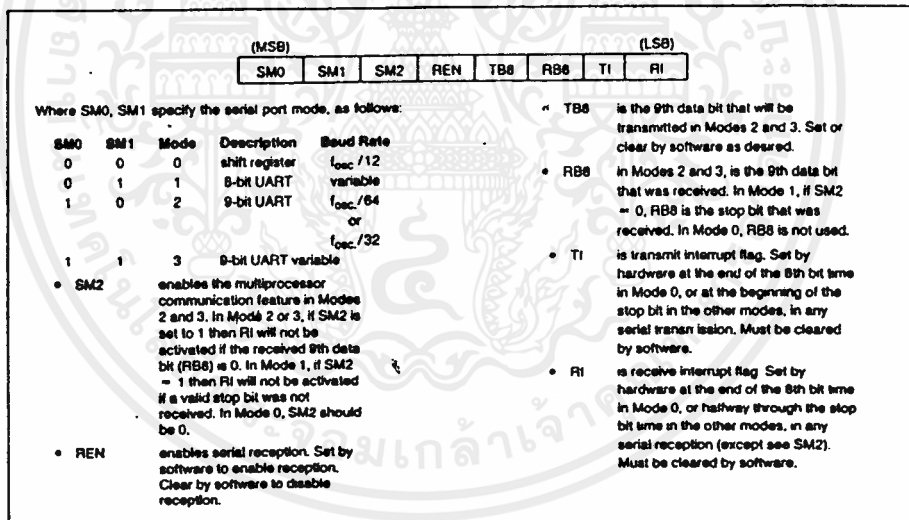 (MSB) (LSB)
SM0 SM1 SM2 REN TB8 RB8 TI RI
Where SM0, SM1 specify the serial port mode, as follows:
SM0 SM1 Mode Description Baud Rate
0 0 0 shift register fosc./12
0 1 1 8-bit UART variable
1 0 2 9-bit UART fosc./64
or
fosc./32
1 1 3 9-bit UART variable
• SM2 enables the multiprocessor
communication feature in Modes
2 and 3. In Mode 2 or 3, if SM2 is
set to 1 then RI will not be
activated if the received 9th data
bit (RB8) is 0. In Mode 1, if SM2
= 1 then RI will not be activated
if a valid stop bit was not
received. In Mode 0, SM2 should
be 0.
• REN enables serial reception. Set by
software to enable reception.
Clear by software to disable
reception.
• TB8 is the 9th data bit that will be
transmitted in Modes 2 and 3. Set or
clear by software as desired.
• RB8 In Modes 2 and 3, is the 9th data bit
that was received. In Mode 1, if SM2
= 0, RB8 is the stop bit that was
received. In Mode 0, RB8 is not used.
• TI is transmit interrupt flag. Set by
hardware at the end of the 8th bit time
in Mode 0, or at the beginning of the
stop bit in the other modes, in any
serial transmission. Must be cleared
by software.
• RI is receive interrupt flag. Set by
hardware at the end of the 8th bit time
in Mode 0, or halfway through the stop
bit time in the other modes, in any
serial reception (except see SM2).
Must be cleared by software.